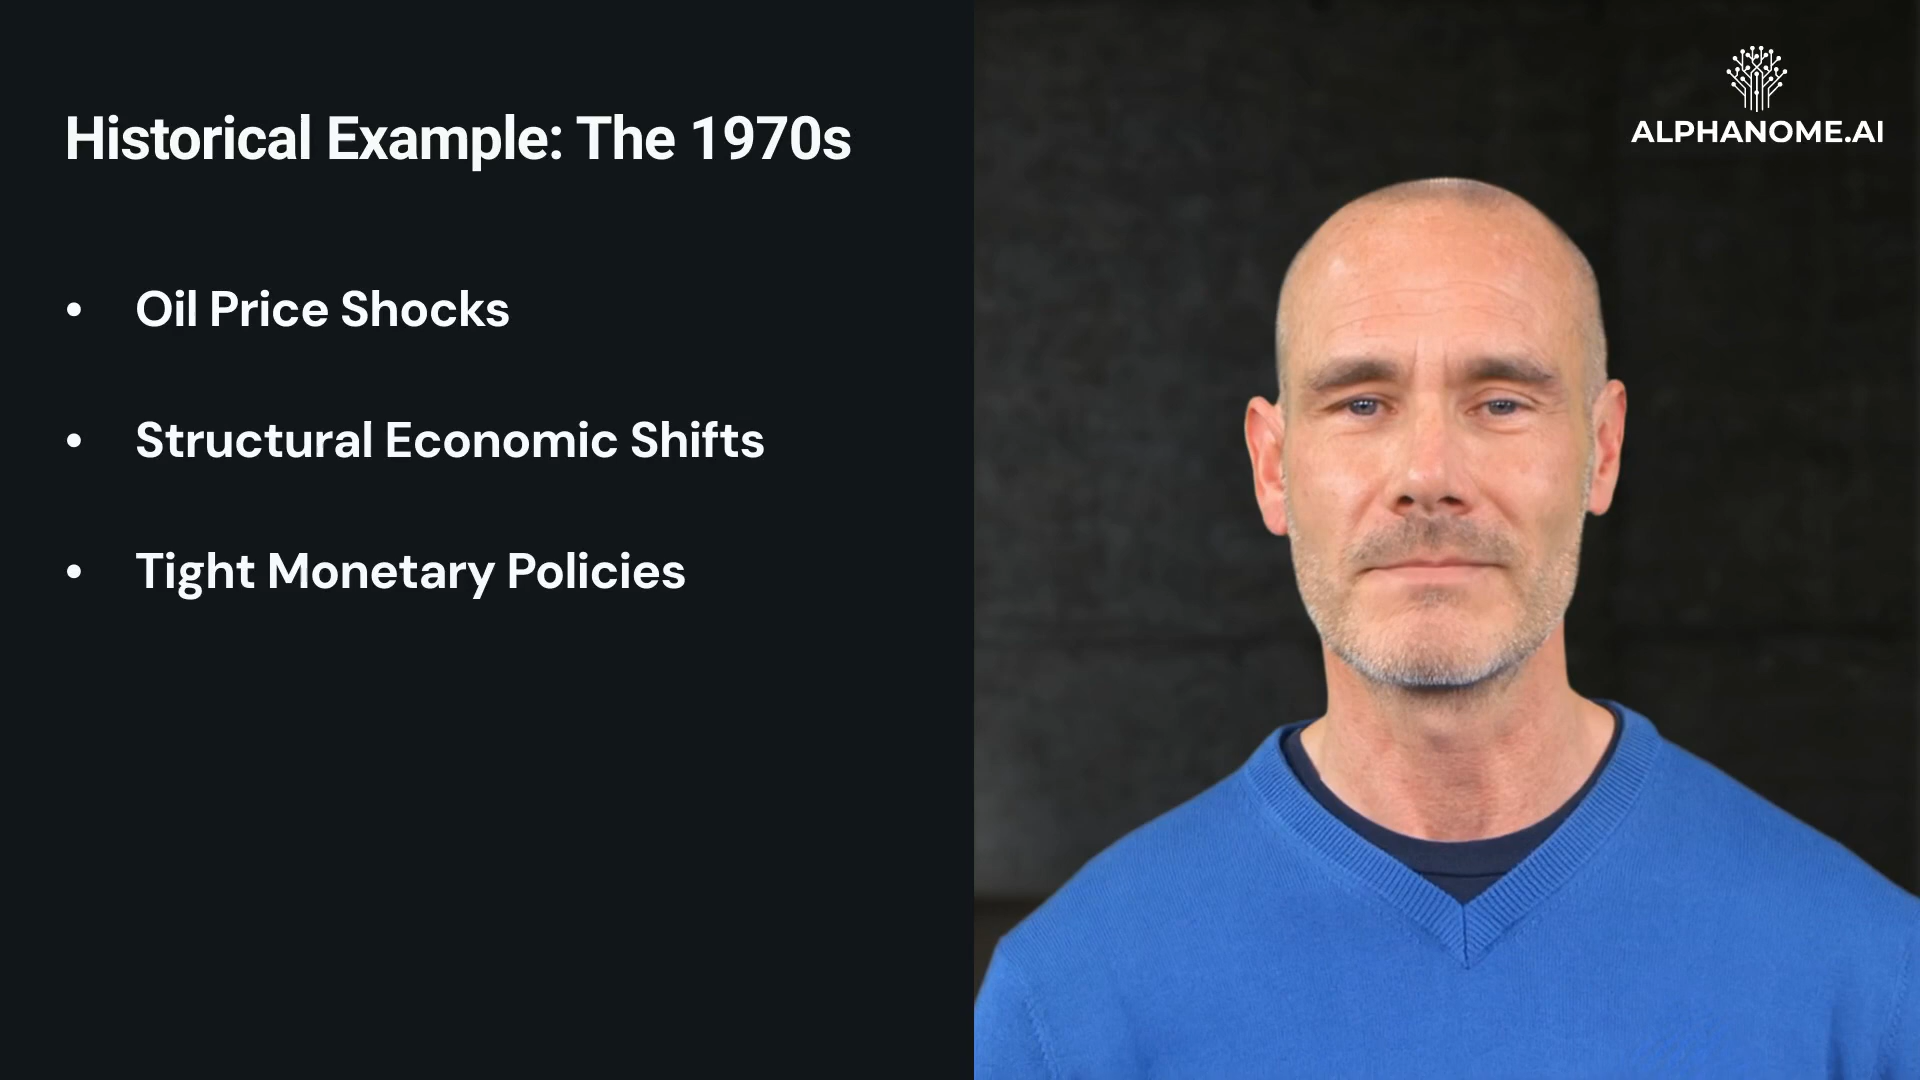 Historical Example: The 1970s
ALPHANOME.AI
• Oil Price Shocks
• Structural Economic Shifts
• Tight Monetary Policies